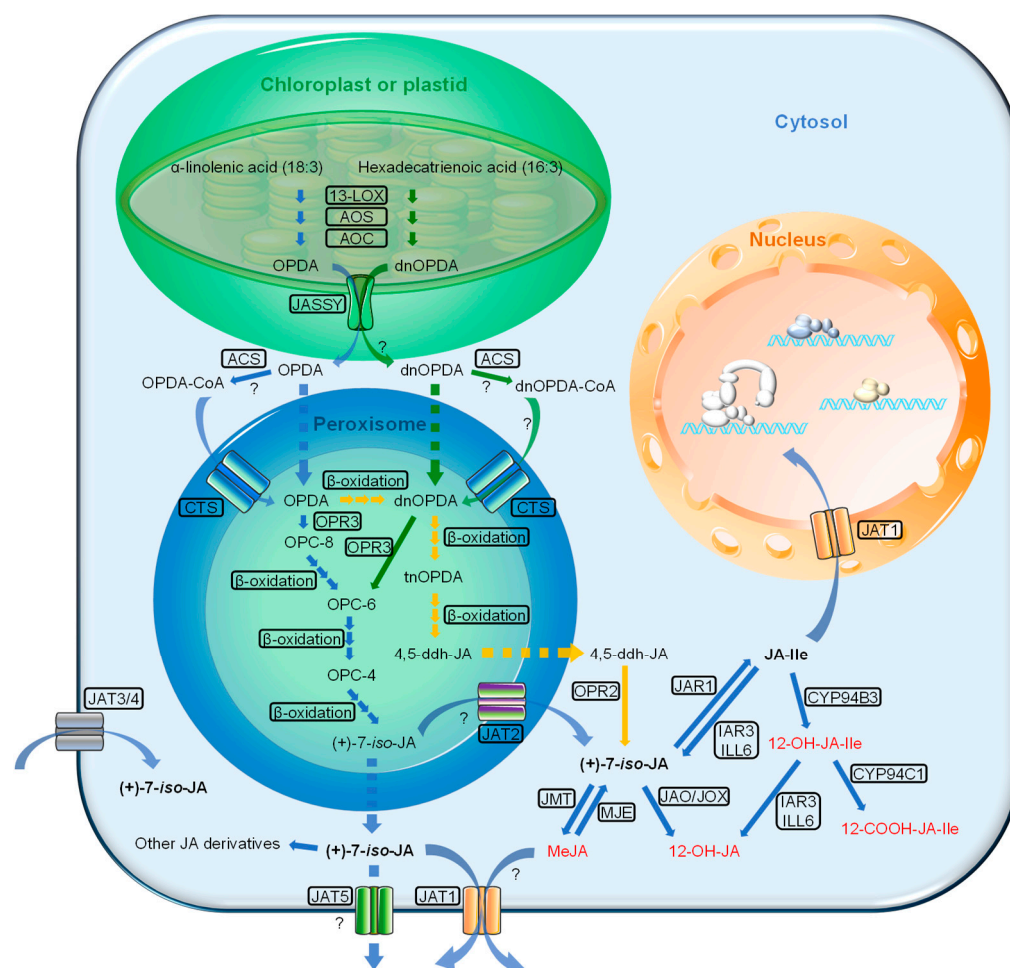 Chloroplast or plastid
Cytosol
α-linolenic acid (18:3)
Hexadecatrienoic acid (16:3)
13-LOX
AOS
AOC
OPDA
dnOPDA
JASSY
Nucleus
?
ACS
OPDA
dnOPDA
ACS
OPDA-CoA
?
?
dnOPDA-CoA
Peroxisome
?
β-oxidation
CTS
OPDA
dnOPDA
CTS
OPR3
OPC-8
OPR3
β-oxidation
JAT1
β-oxidation
tnOPDA
OPC-6
β-oxidation
β-oxidation
4,5-ddh-JA
4,5-ddh-JA
JA-Ile
OPC-4
OPR2
JAR1
JAT3/4
CYP94B3
β-oxidation
?
JAT2
IAR3
ILL6
(+)-7-iso-JA
12-OH-JA-Ile
(+)-7-iso-JA
(+)-7-iso-JA
CYP94C1
JMT
MJE
JAO/JOX
IAR3
ILL6
12-COOH-JA-Ile
Other JA derivatives
(+)-7-iso-JA
MeJA
12-OH-JA
?
JAT5
JAT1
?